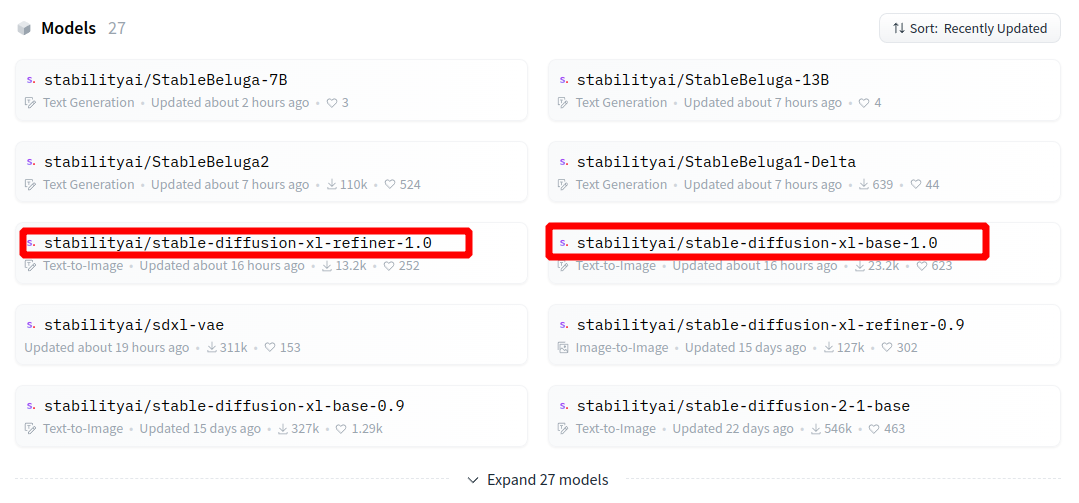 Models 27
Sort: Recently Updated
s. stabilityai/StableBeluga-7B
Text Generation • Updated about 2 hours ago • 3
s. stabilityai/StableBeluga-13B
Text Generation • Updated about 7 hours ago • 4
s. stabilityai/StableBeluga2
Text Generation • Updated about 7 hours ago • 110k • 524
s. stabilityai/StableBeluga1-Delta
Text Generation • Updated about 7 hours ago • 639 • 44
s. stabilityai/stable-diffusion-xl-refiner-1.0
Text-to-Image • Updated about 16 hours ago • 13.2k • 252
s. stabilityai/stable-diffusion-xl-base-1.0
Text-to-Image • Updated about 16 hours ago • 23.2k • 623
s. stabilityai/sdxl-vae
Updated about 19 hours ago • 311k • 153
s. stabilityai/stable-diffusion-xl-refiner-0.9
Image-to-Image • Updated 15 days ago • 127k • 302
s. stabilityai/stable-diffusion-xl-base-0.9
Text-to-Image • Updated 15 days ago • 327k • 1.29k
s. stabilityai/stable-diffusion-2-1-base
Text-to-Image • Updated 22 days ago • 546k • 463
Expand 27 models